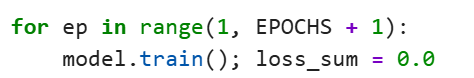 for ep in range(1, EPOCHS + 1):
    model.train(); loss_sum = 0.0